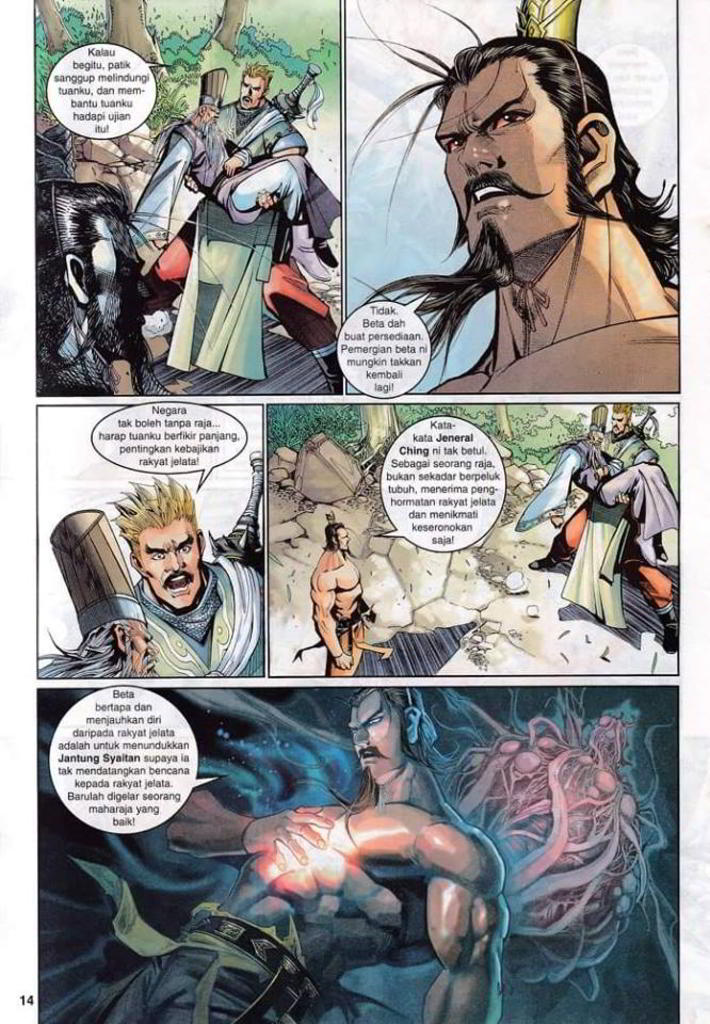 Kalau
begitu, patik
sanggup melindungi
tuanku, dan mem-
bantu tuanku
hadapi ujian
itu!
Tidak.
Beta dah
buat persediaan.
Pemergian beta ni
mungkin takkan
kembali
lagi!
Negara
tak boleh tanpa raja...
harap tuanku berfikir panjang,
pentingkan kebajikan
rakyat jelata!
Kata-
kata Jeneral
Ching ni tak betul.
Sebagai seorang raja,
bukan sekadar berpeluk
tubuh, menerima peng-
hormatan rakyat jelata
dan menikmati
keseronokan
saja!
Beta
bertapa dan
menjauhkan diri
daripada rakyat jelata
adalah untuk menundukkan
Jantung Syaitan supaya ia
tak mendatangkan bencana
kepada rakyat jelata.
Barulah digelar seorang
maharaja yang
baik!
14